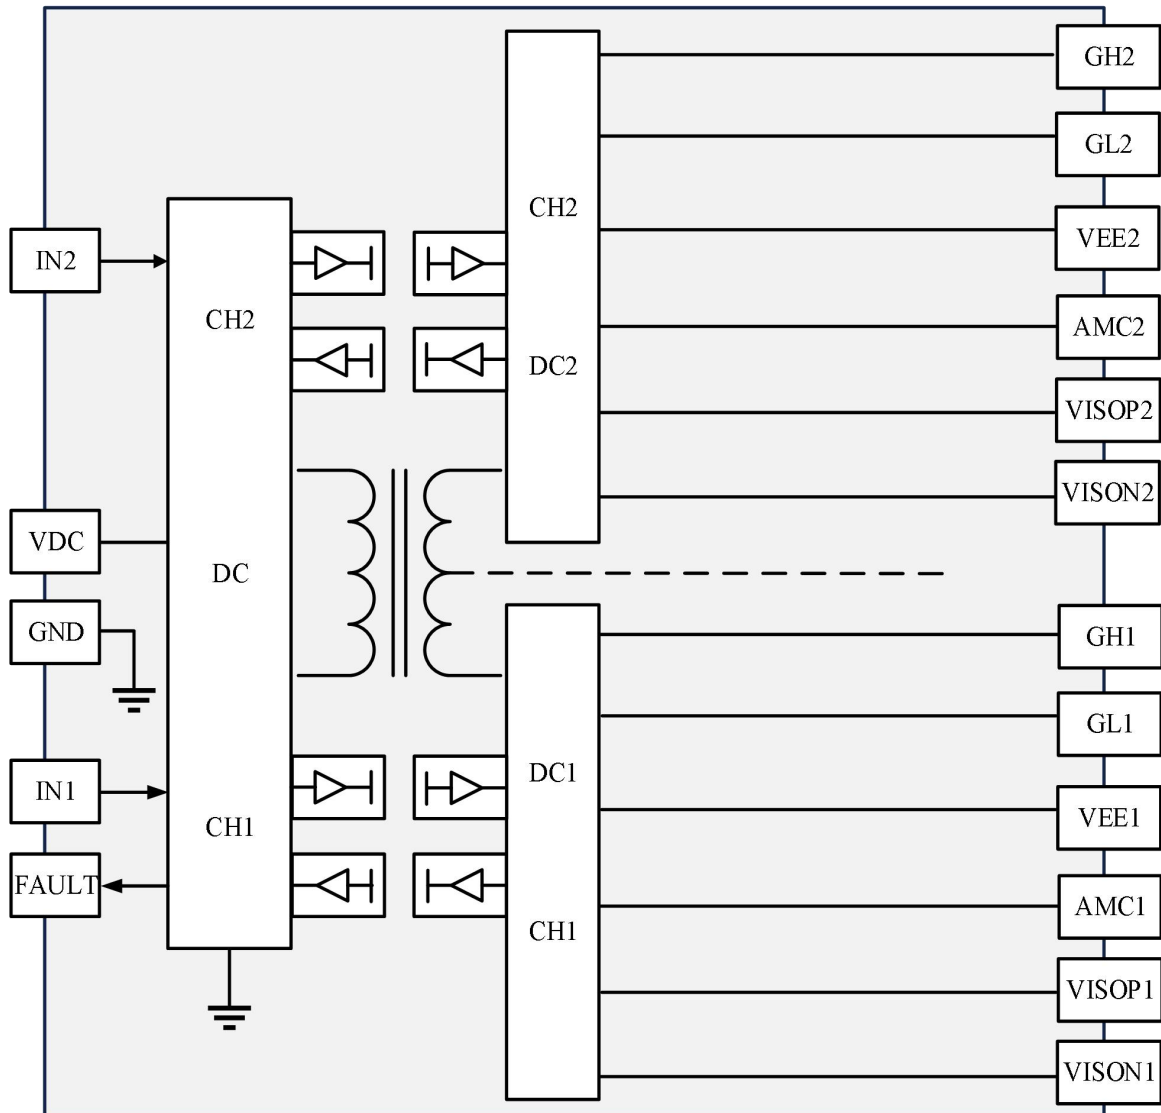 GH2
GL2
CH2
VEE2
IN2
CH2
AMC2
DC2
VISOP2
VISON2
VDC
DC
GND
GH1
GL1
DC1
IN1
VEE1
CH1
FAULT
AMC1
CH1
VISOP1
VISON1